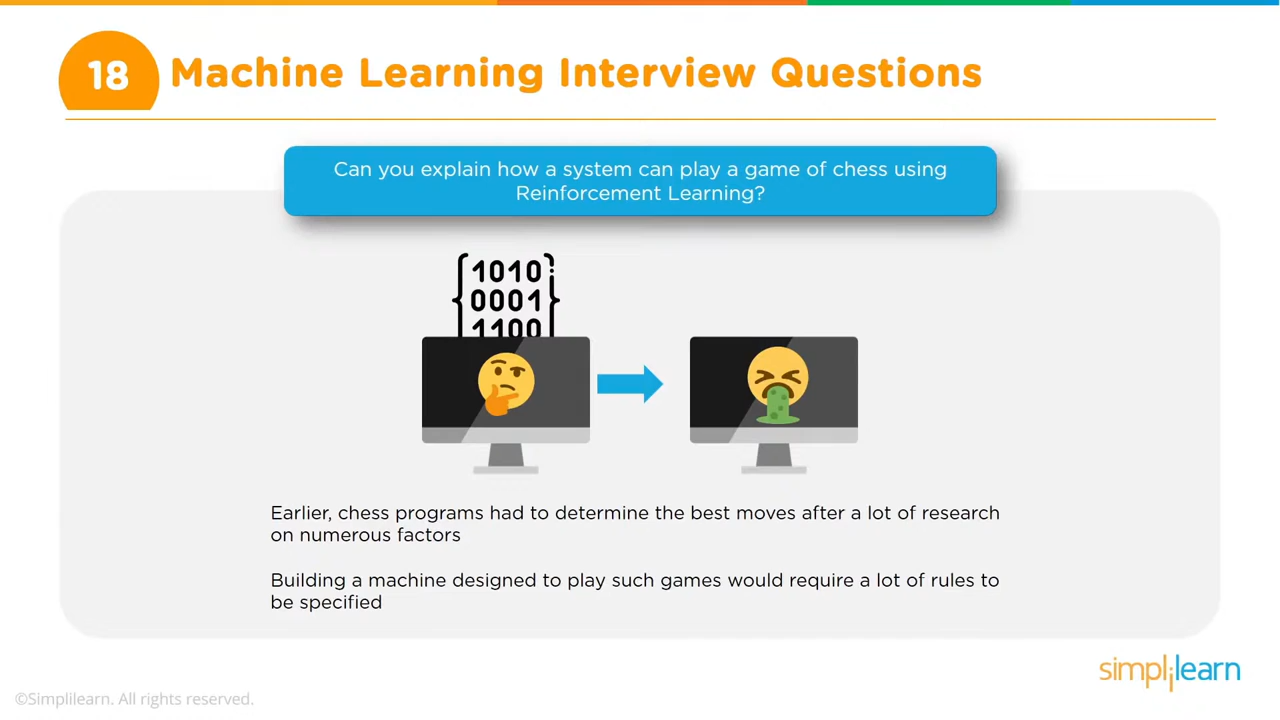 18
Machine Learning Interview Questions
Can you explain how a system can play a game of chess using
Reinforcement Learning?
1010
0001
1100
Earlier, chess programs had to determine the best moves after a lot of research
on numerous factors
Building a machine designed to play such games would require a lot of rules to
be specified
simplilearn
©Simplilearn. All rights reserved.